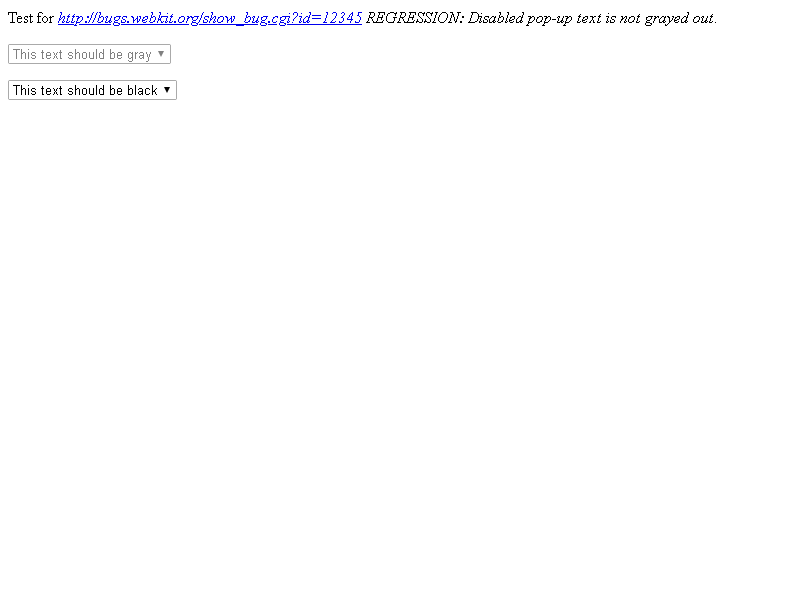 Test for http://bugs.webkit.org/show_bug.cgi?id=12345 REGRESSION: Disabled pop-up text is not grayed out.
This text should be gray ▼
This text should be black ▼